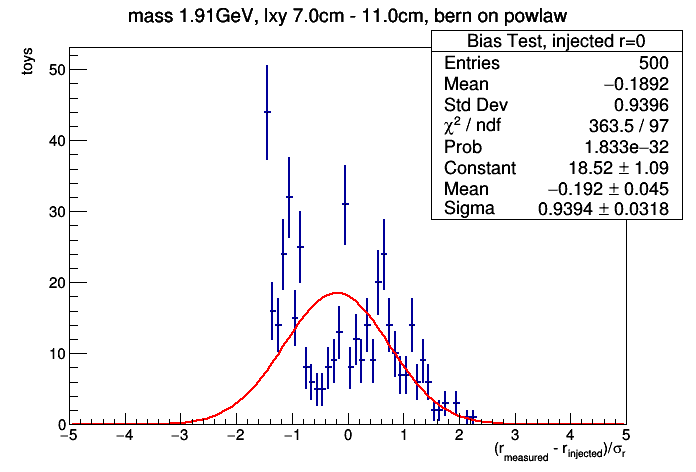 mass 1.91GeV, lxy 7.0cm - 11.0cm, bern on powlaw
Bias Test, injected r=0
Entries 500
Mean −0.1892
Std Dev 0.9396
χ² / ndf 363.5 / 97
Prob 1.833e−32
Constant 18.52 ± 1.09
Mean −0.192 ± 0.045
Sigma 0.9394 ± 0.0318
toys
50
40
30
20
10
0
−5 −4 −3 −2 −1 0 1 2 3 4 5
(r_measured - r_injected)/σ_r